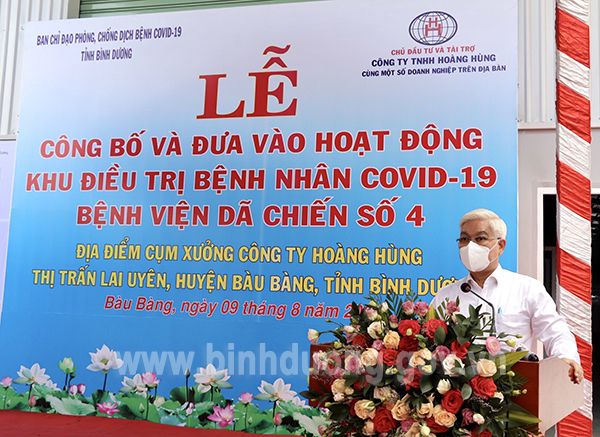 BAN CHỈ ĐẠO PHÒNG, CHỐNG DỊCH BỆNH COVID-19
TỈNH BÌNH DƯƠNG
CHỦ ĐẦU TƯ VÀ TÀI TRỢ
CÔNG TY TNHH HOÀNG HÙNG
CÙNG MỘT SỐ DOANH NGHIỆP TRÊN ĐỊA BÀN
LỄ
CÔNG BỐ VÀ ĐƯA VÀO HOẠT ĐỘNG
KHU ĐIỀU TRỊ BỆNH NHÂN COVID-19
BỆNH VIỆN DÃ CHIẾN SỐ 4
ĐỊA ĐIỂM CỤM XƯỞNG CÔNG TY HOÀNG HÙNG
THỊ TRẤN LAI UYÊN, HUYỆN BÀU BÀNG, TỈNH BÌNH
Bàu Bàng, ngày 09 tháng 8
www.binhduong.gov.vn